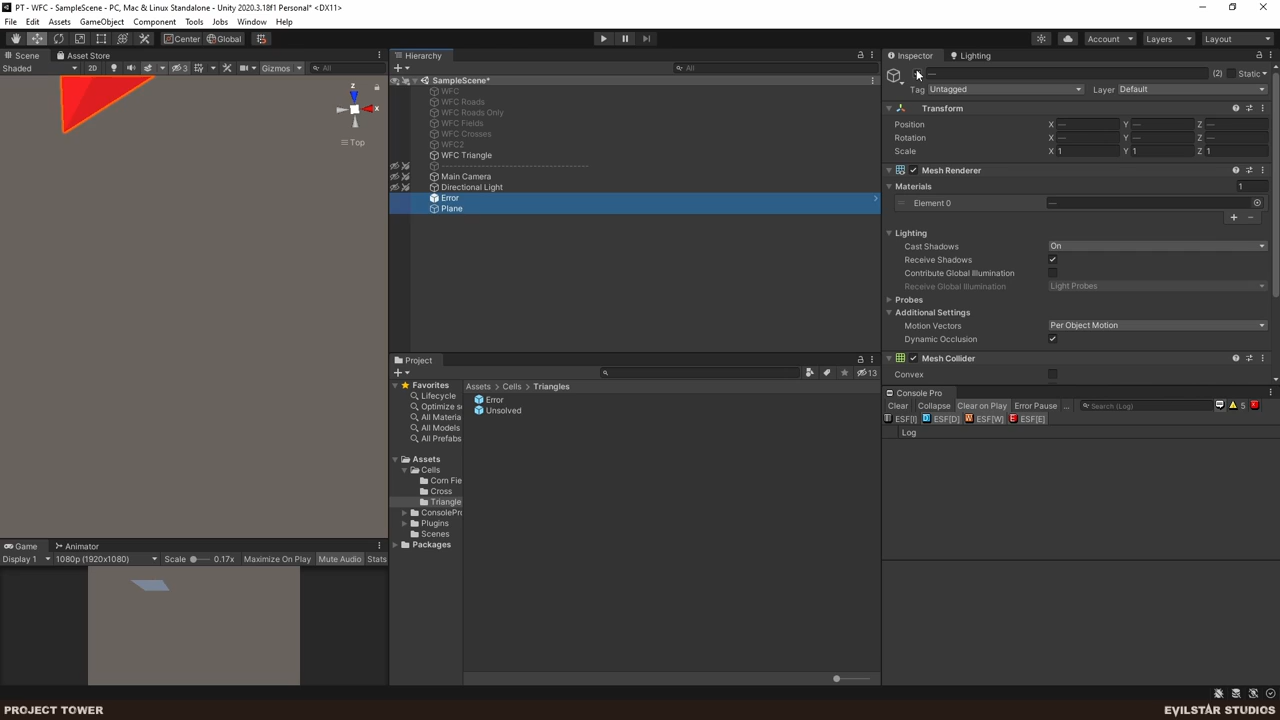 PT - WFC - SampleScene - PC, Mac & Linux Standalone - Unity 2020.3.18f1 Personal* <DX11>
File Edit Assets GameObject Component Tools Jobs Window Help
Center Global Account Layers Layout
Scene Asset Store
Shaded 2D 3 Gizmos All
z
x
Top
Game Animator
Display 1 1080p (1920x1080) Scale 0.17x Maximize On Play Mute Audio Stats
Hierarchy
All
SampleScene*
WFC
WFC Roads
WFC Roads Only
WFC Fields
WFC Crosses
WFC2
WFC Triangle
Main Camera
Directional Light
Error
Plane
Project
13
Favorites
Lifecycle
Optimize s
All Materia
All Models
All Prefabs
Assets
Cells
Corn Fie
Cross
Triangle
ConsolePr
Plugins
Scenes
Packages
Assets > Cells > Triangles
Error
Unsolved
Inspector Lighting
— (2) Static
Tag Untagged Layer Default
Transform
Position X — Y — Z —
Rotation X — Y — Z —
Scale X 1 Y 1 Z 1
Mesh Renderer
Materials 1
Element 0 —
Lighting
Cast Shadows On
Receive Shadows
Contribute Global Illumination
Receive Global Illumination Light Probes
Probes
Additional Settings
Motion Vectors Per Object Motion
Dynamic Occlusion
Mesh Collider
Convex
Console Pro
Clear Collapse Clear on Play Error Pause ... Search (Log) 5
ESF[I] ESF[D] ESF[W] ESF[E]
Log
PROJECT TOWER
EVILSTAR STUDIOS